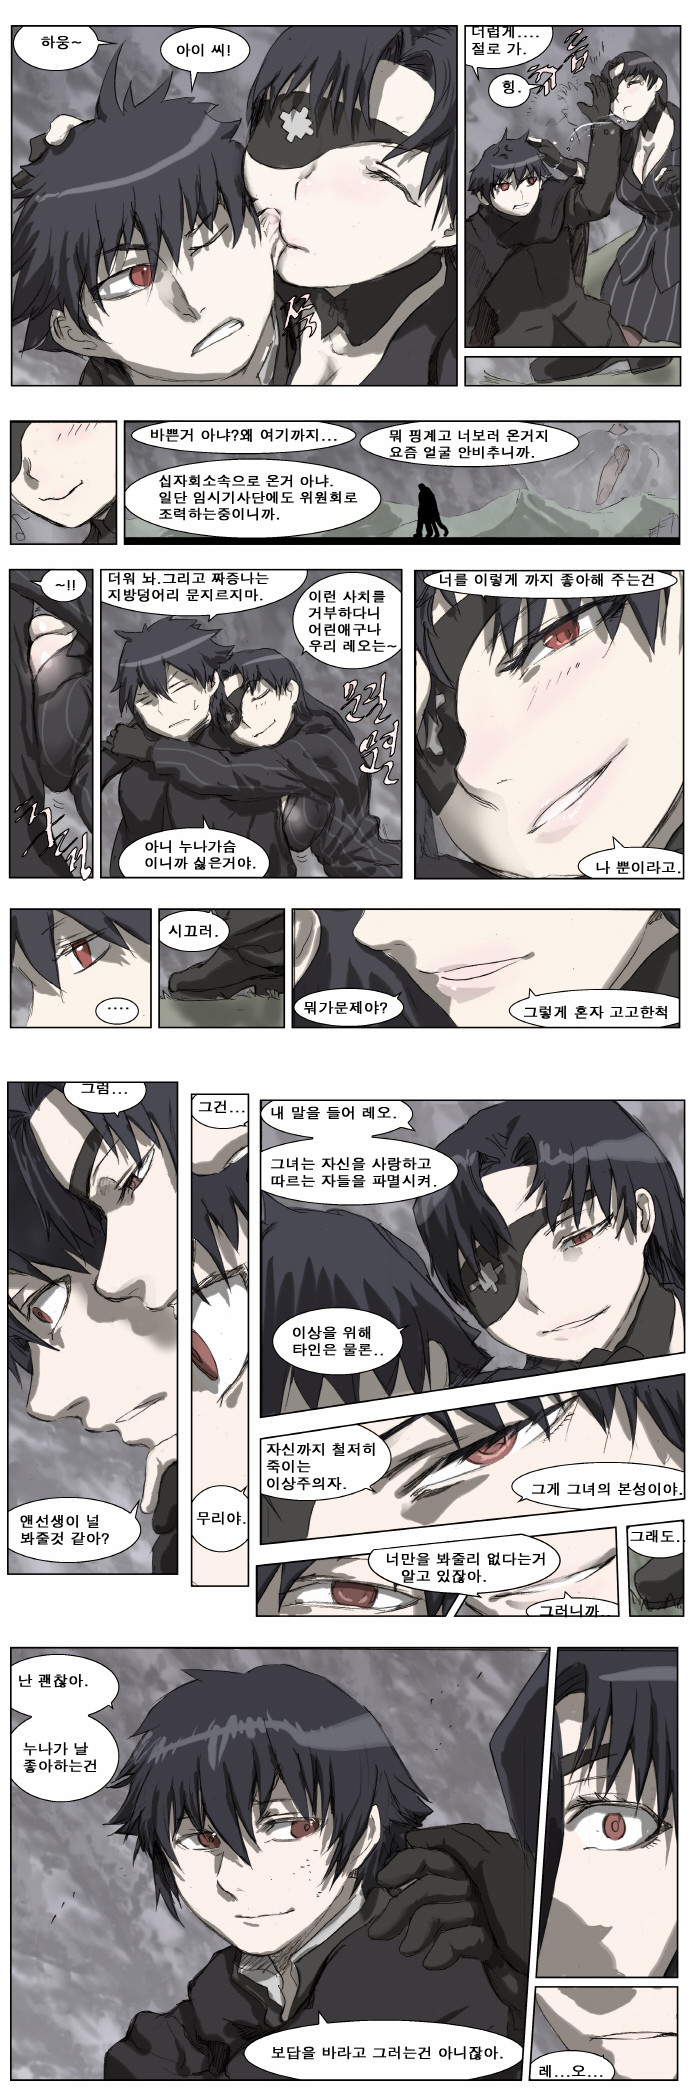 하웅~
아이 씨!
더럽게....
절로 가.
힝.
바쁜거 아냐?왜 여기까지...
뭐 핑계고 너보러 온거지
요즘 얼굴 안비추니까.
십자회소속으로 온거 아냐.
일단 임시기사단에도 위원회로
조력하는중이니까.
~!!
더워 놔.그리고 짜증나는
지방덩어리 문지르지마.
이런 사치를
거부하다니
어린애구나
우리 레오는~
아니 누나가슴
이니까 싫은거야.
너를 이렇게 까지 좋아해 주는건
나 뿐이라고.
....
시끄러.
뭐가문제야?
그렇게 혼자 고고한척
그럼...
앤선생이 널
봐줄것 같아?
그건...
무리야.
내 말을 들어 레오.
그녀는 자신을 사랑하고
따르는 자들을 파멸시켜.
이상을 위해
타인은 물론..
자신까지 철저히
죽이는
이상주의자.
그게 그녀의 본성이야.
너만을 봐줄리 없다는거
알고 있잖아.
그러니까..
그래도..
난 괜찮아.
누나가 날
좋아하는건
보답을 바라고 그러는건 아니잖아.
레...오...